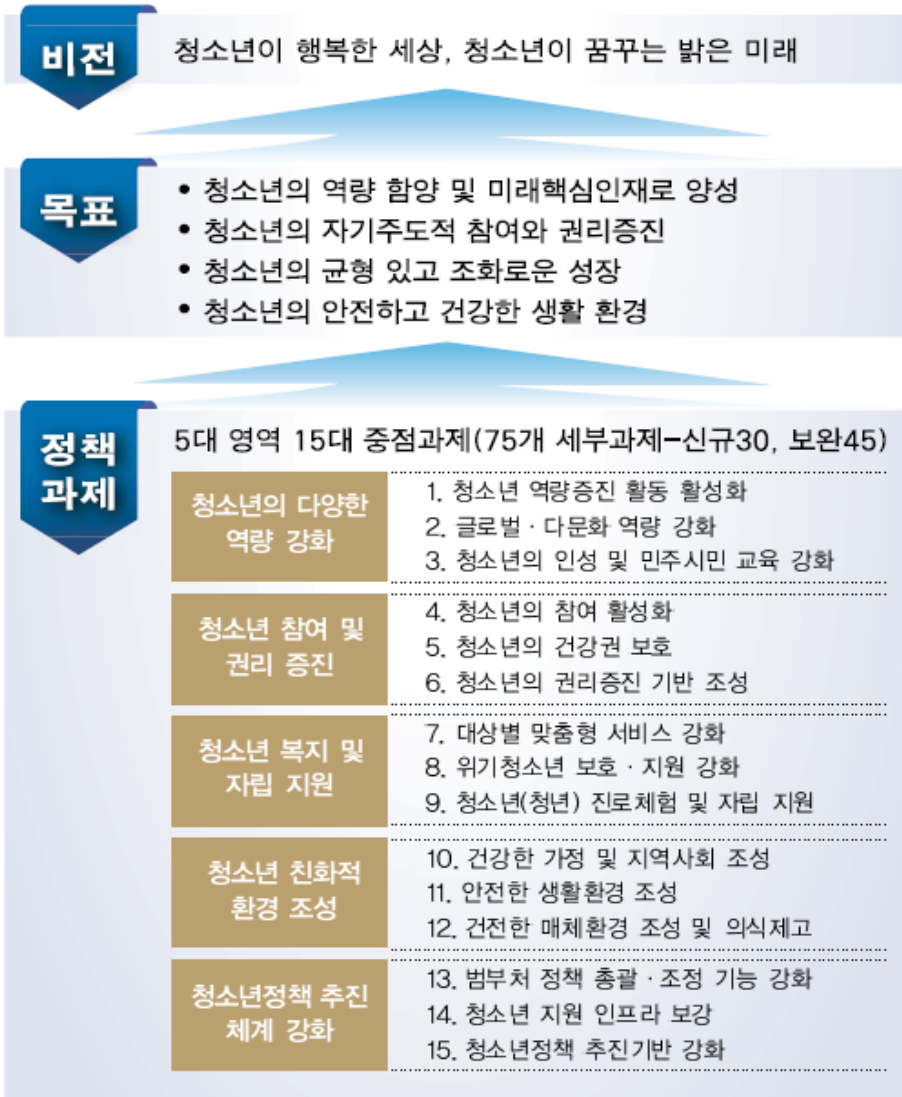 비전
청소년이 행복한 세상, 청소년이 꿈꾸는 밝은 미래
목표
• 청소년의 역량 함양 및 미래핵심인재로 양성
• 청소년의 자기주도적 참여와 권리증진
• 청소년의 균형 있고 조화로운 성장
• 청소년의 안전하고 건강한 생활 환경
정책
과제
5대 영역 15대 중점과제(75개 세부과제-신규30, 보완45)
청소년의 다양한
역량 강화
1. 청소년 역량증진 활동 활성화
2. 글로벌·다문화 역량 강화
3. 청소년의 인성 및 민주시민 교육 강화
청소년 참여 및
권리 증진
4. 청소년의 참여 활성화
5. 청소년의 건강권 보호
6. 청소년의 권리증진 기반 조성
청소년 복지 및
자립 지원
7. 대상별 맞춤형 서비스 강화
8. 위기청소년 보호·지원 강화
9. 청소년(청년) 진로체험 및 자립 지원
청소년 친화적
환경 조성
10. 건강한 가정 및 지역사회 조성
11. 안전한 생활환경 조성
12. 건전한 매체환경 조성 및 의식제고
청소년정책 추진
체계 강화
13. 범부처 정책 총괄·조정 기능 강화
14. 청소년 지원 인프라 보강
15. 청소년정책 추진기반 강화